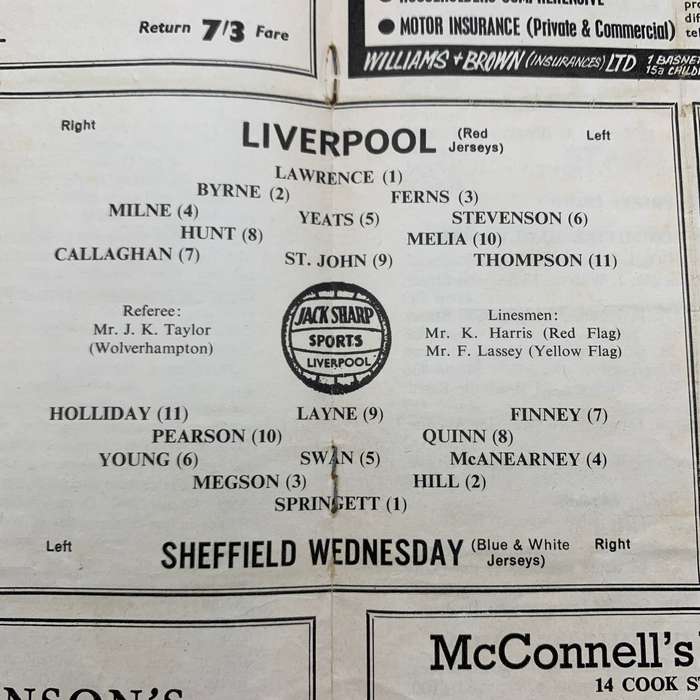 Return 7/3 Fare
● MOTOR INSURANCE (Private & Commercial)
WILLIAMS + BROWN (INSURANCES) LTD
1 BASNE
15a CHILD
Right
LIVERPOOL (Red Jerseys)
Left
LAWRENCE (1)
BYRNE (2) FERNS (3)
MILNE (4) YEATS (5) STEVENSON (6)
HUNT (8) MELIA (10)
CALLAGHAN (7) ST. JOHN (9) THOMPSON (11)
Referee:
Mr. J. K. Taylor
(Wolverhampton)
JACK SHARP
SPORTS
LIVERPOOL
Linesmen:
Mr. K. Harris (Red Flag)
Mr. F. Lassey (Yellow Flag)
HOLLIDAY (11) LAYNE (9) FINNEY (7)
PEARSON (10) QUINN (8)
YOUNG (6) SWAN (5) McANEARNEY (4)
MEGSON (3) HILL (2)
SPRINGETT (1)
Left
SHEFFIELD WEDNESDAY (Blue & White Jerseys)
Right
McConnell's
14 COOK S